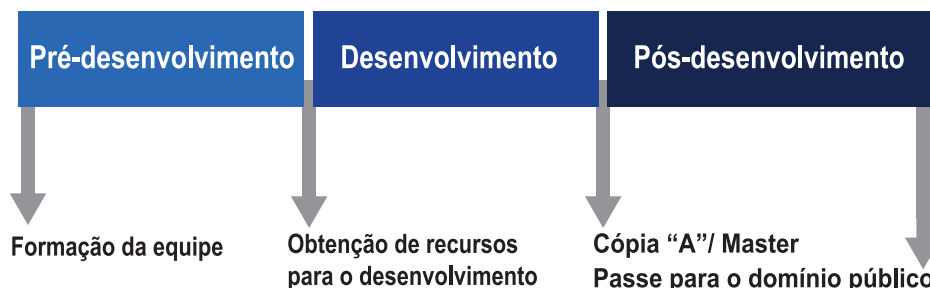 Pré-desenvolvimento
Desenvolvimento
Pós-desenvolvimento
Formação da equipe
Obtenção de recursos
para o desenvolvimento
Cópia “A”/ Master
Passe para o domínio público